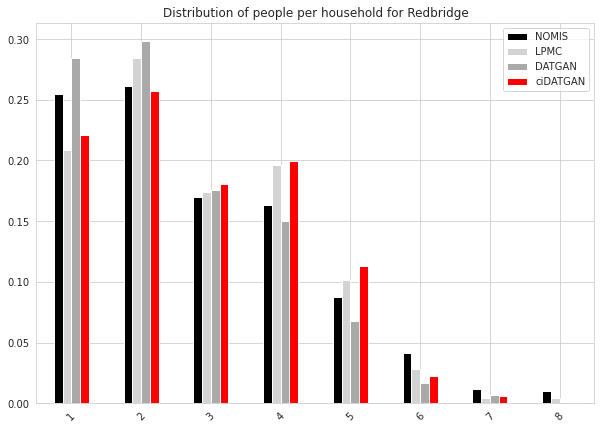 Distribution of people per household for Redbridge
NOMIS
LPMC
DATGAN
ciDATGAN
0.30
0.25
0.20
0.15
0.10
0.05
0.00
1 2 3 4 5 6 7 8